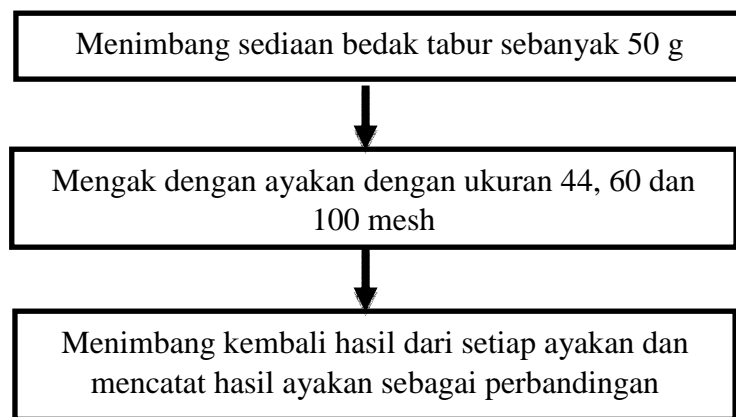 Menimbang sediaan bedak tabur sebanyak 50 g
Mengak dengan ayakan dengan ukuran 44, 60 dan
100 mesh
Menimbang kembali hasil dari setiap ayakan dan
mencatat hasil ayakan sebagai perbandingan